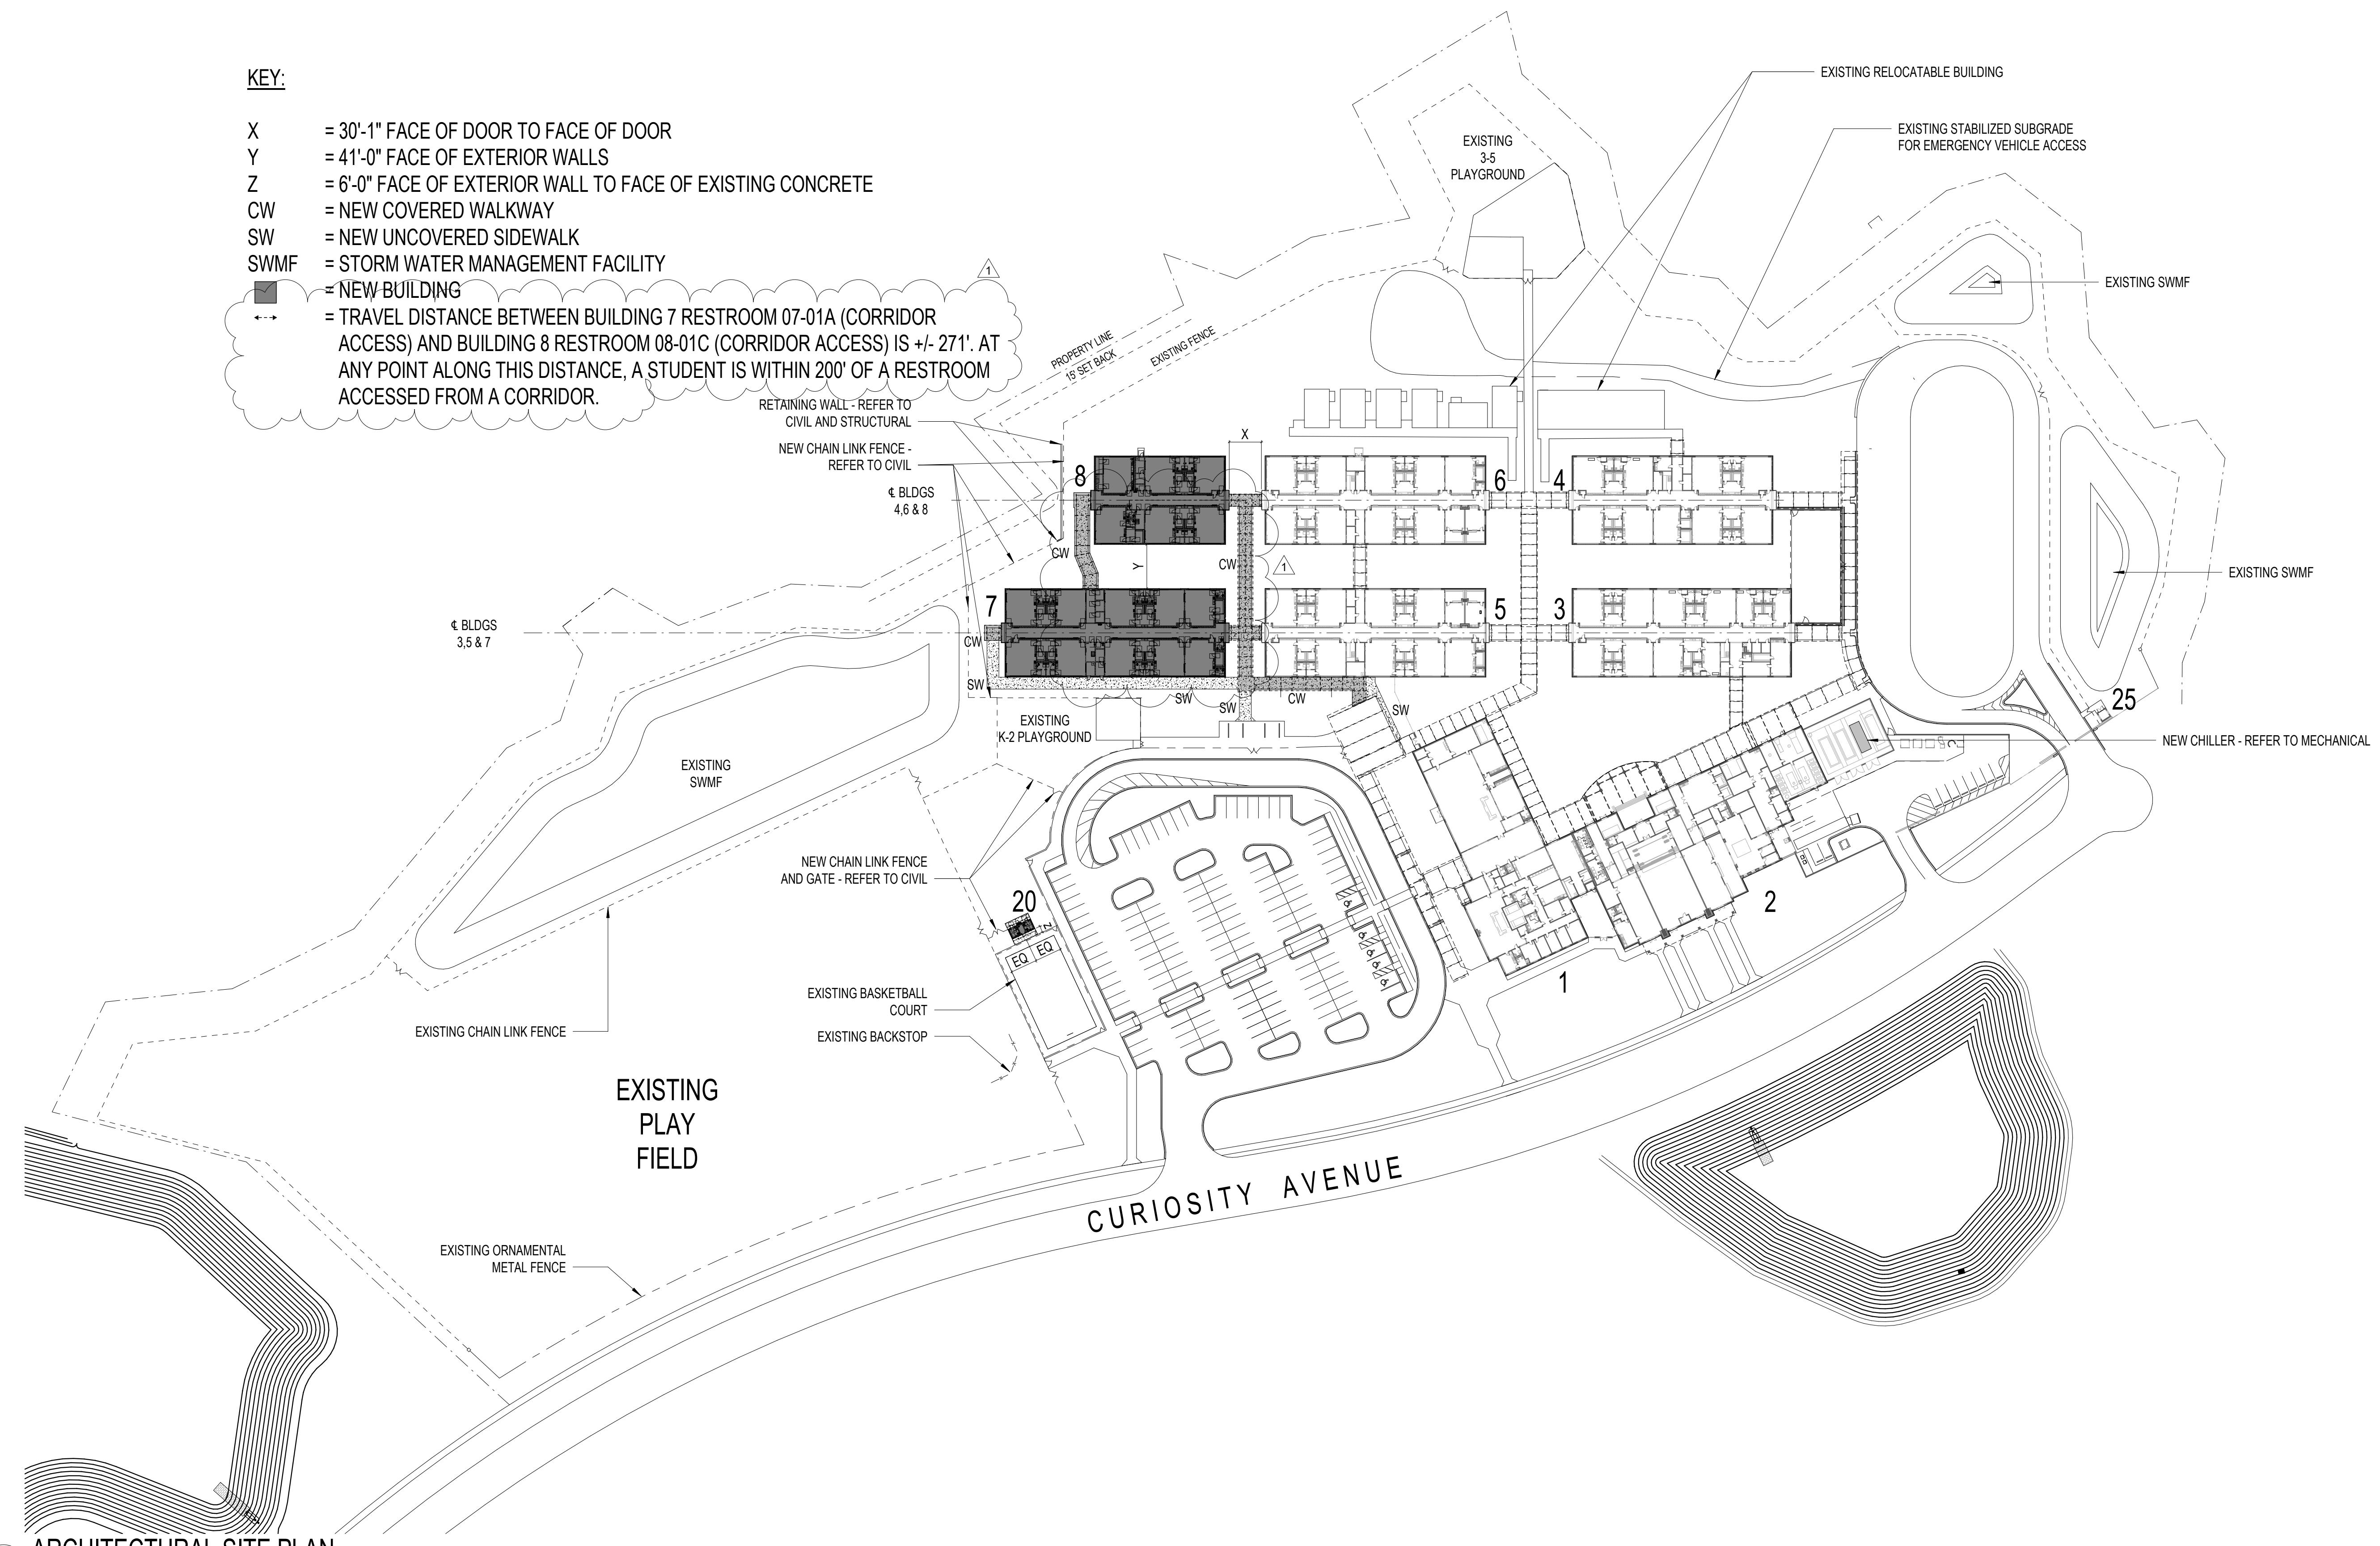 KEY:
X = 30'-1" FACE OF DOOR TO FACE OF DOOR
Y = 41'-0" FACE OF EXTERIOR WALLS
Z = 6'-0" FACE OF EXTERIOR WALL TO FACE OF EXISTING CONCRETE
CW = NEW COVERED WALKWAY
SW = NEW UNCOVERED SIDEWALK
SWMF = STORM WATER MANAGEMENT FACILITY
1
= NEW BUILDING
= TRAVEL DISTANCE BETWEEN BUILDING 7 RESTROOM 07-01A (CORRIDOR
ACCESS) AND BUILDING 8 RESTROOM 08-01C (CORRIDOR ACCESS) IS +/- 271'. AT
ANY POINT ALONG THIS DISTANCE, A STUDENT IS WITHIN 200' OF A RESTROOM
ACCESSED FROM A CORRIDOR.
EXISTING RELOCATABLE BUILDING
EXISTING STABILIZED SUBGRADE
FOR EMERGENCY VEHICLE ACCESS
EXISTING
3-5
PLAYGROUND
EXISTING SWMF
PROPERTY LINE
15' SET BACK
EXISTING FENCE
RETAINING WALL - REFER TO
CIVIL AND STRUCTURAL
NEW CHAIN LINK FENCE -
REFER TO CIVIL
X
8
6
4
℄ BLDGS
4,6 & 8
CW
Y
CW
1
EXISTING SWMF
7
5
3
℄ BLDGS
3,5 & 7
CW
SW
SW
SW
CW
SW
25
EXISTING
K-2 PLAYGROUND
NEW CHILLER - REFER TO MECHANICAL
EXISTING
SWMF
NEW CHAIN LINK FENCE
AND GATE - REFER TO CIVIL
20
Z
EQ
EQ
2
1
EXISTING BASKETBALL
COURT
EXISTING CHAIN LINK FENCE
EXISTING BACKSTOP
EXISTING
PLAY
FIELD
CURIOSITY AVENUE
EXISTING ORNAMENTAL
METAL FENCE
ARCHITECTURAL SITE PLAN